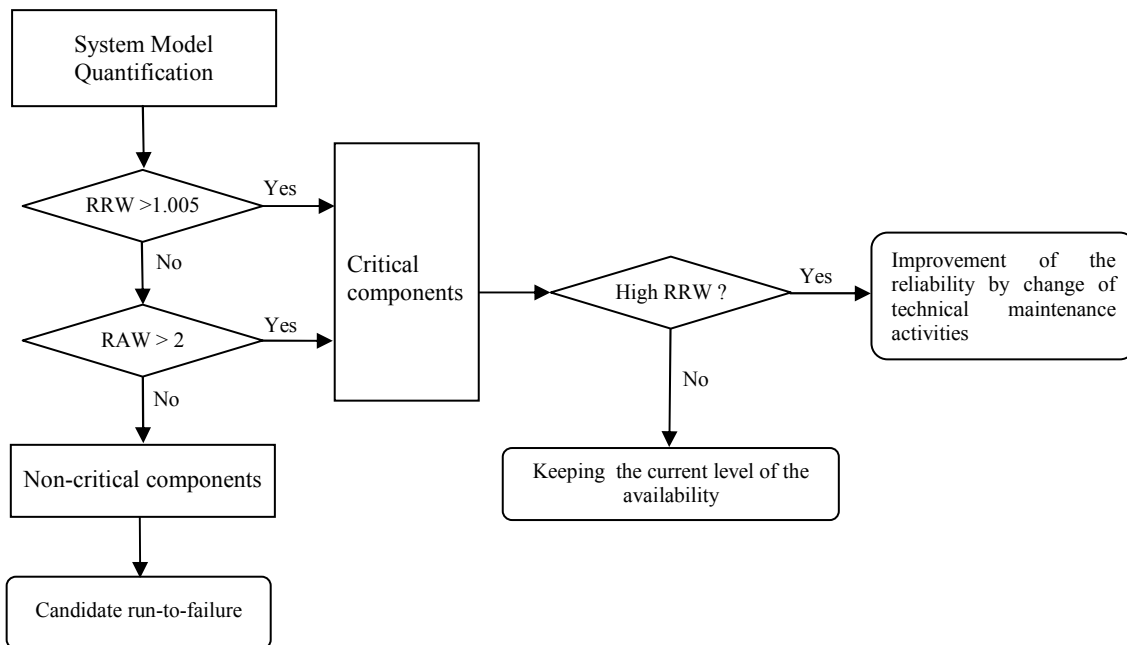 System Model
Quantification
RRW >1.005
Yes
No
RAW > 2
Yes
No
Non-critical components
Candidate run-to-failure
Critical
components
High RRW ?
Yes
No
Improvement of the
reliability by change of
technical maintenance
activities
Keeping the current level of the
availability